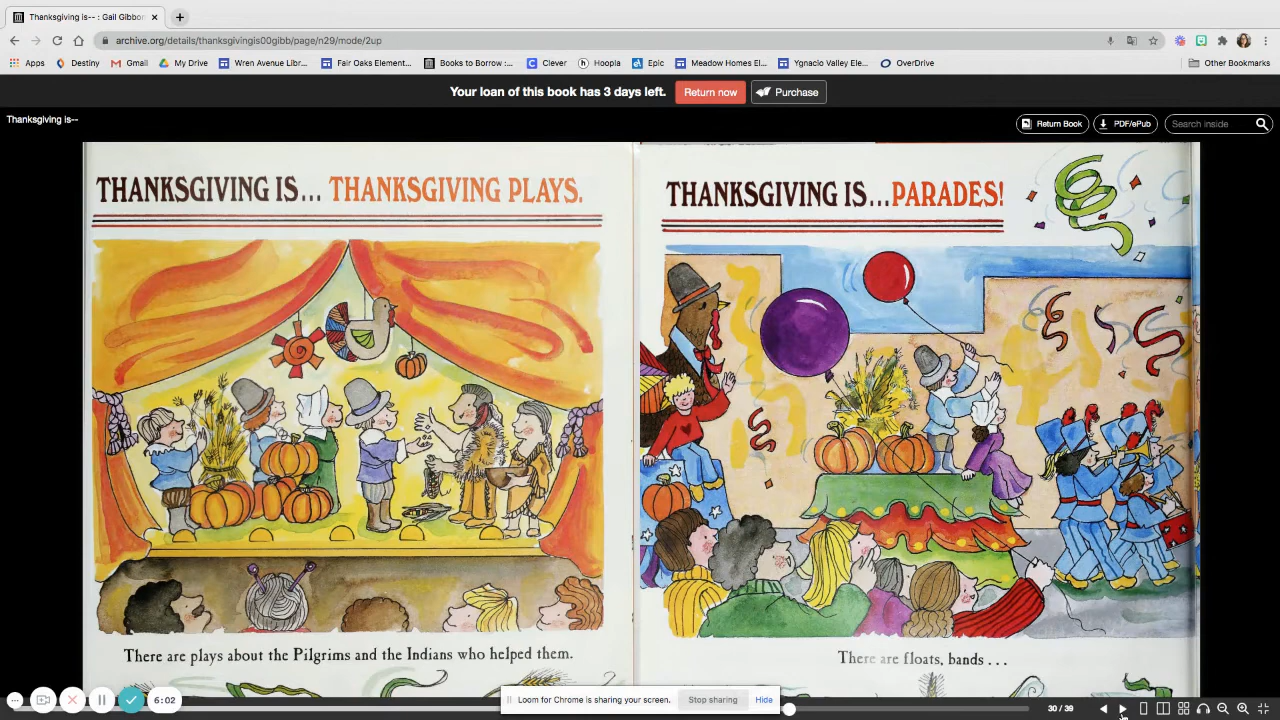 Thanksgiving is-- : Gail Gibbon
archive.org/details/thanksgivingis00gibb/page/n29/mode/2up
Apps
Destiny
Gmail
My Drive
Wren Avenue Libr...
Fair Oaks Element...
Books to Borrow :...
Clever
Hoopla
Epic
Meadow Homes El...
Ygnacio Valley Ele...
OverDrive
Other Bookmarks
Your loan of this book has 3 days left.
Return now
Purchase
Thanksgiving is--
Return Book
PDF/ePub
Search inside
THANKSGIVING IS... THANKSGIVING PLAYS.
There are plays about the Pilgrims and the Indians who helped them.
THANKSGIVING IS...PARADES!
There are floats, bands...
6:02
Loom for Chrome is sharing your screen.
Stop sharing
Hide
30 / 39